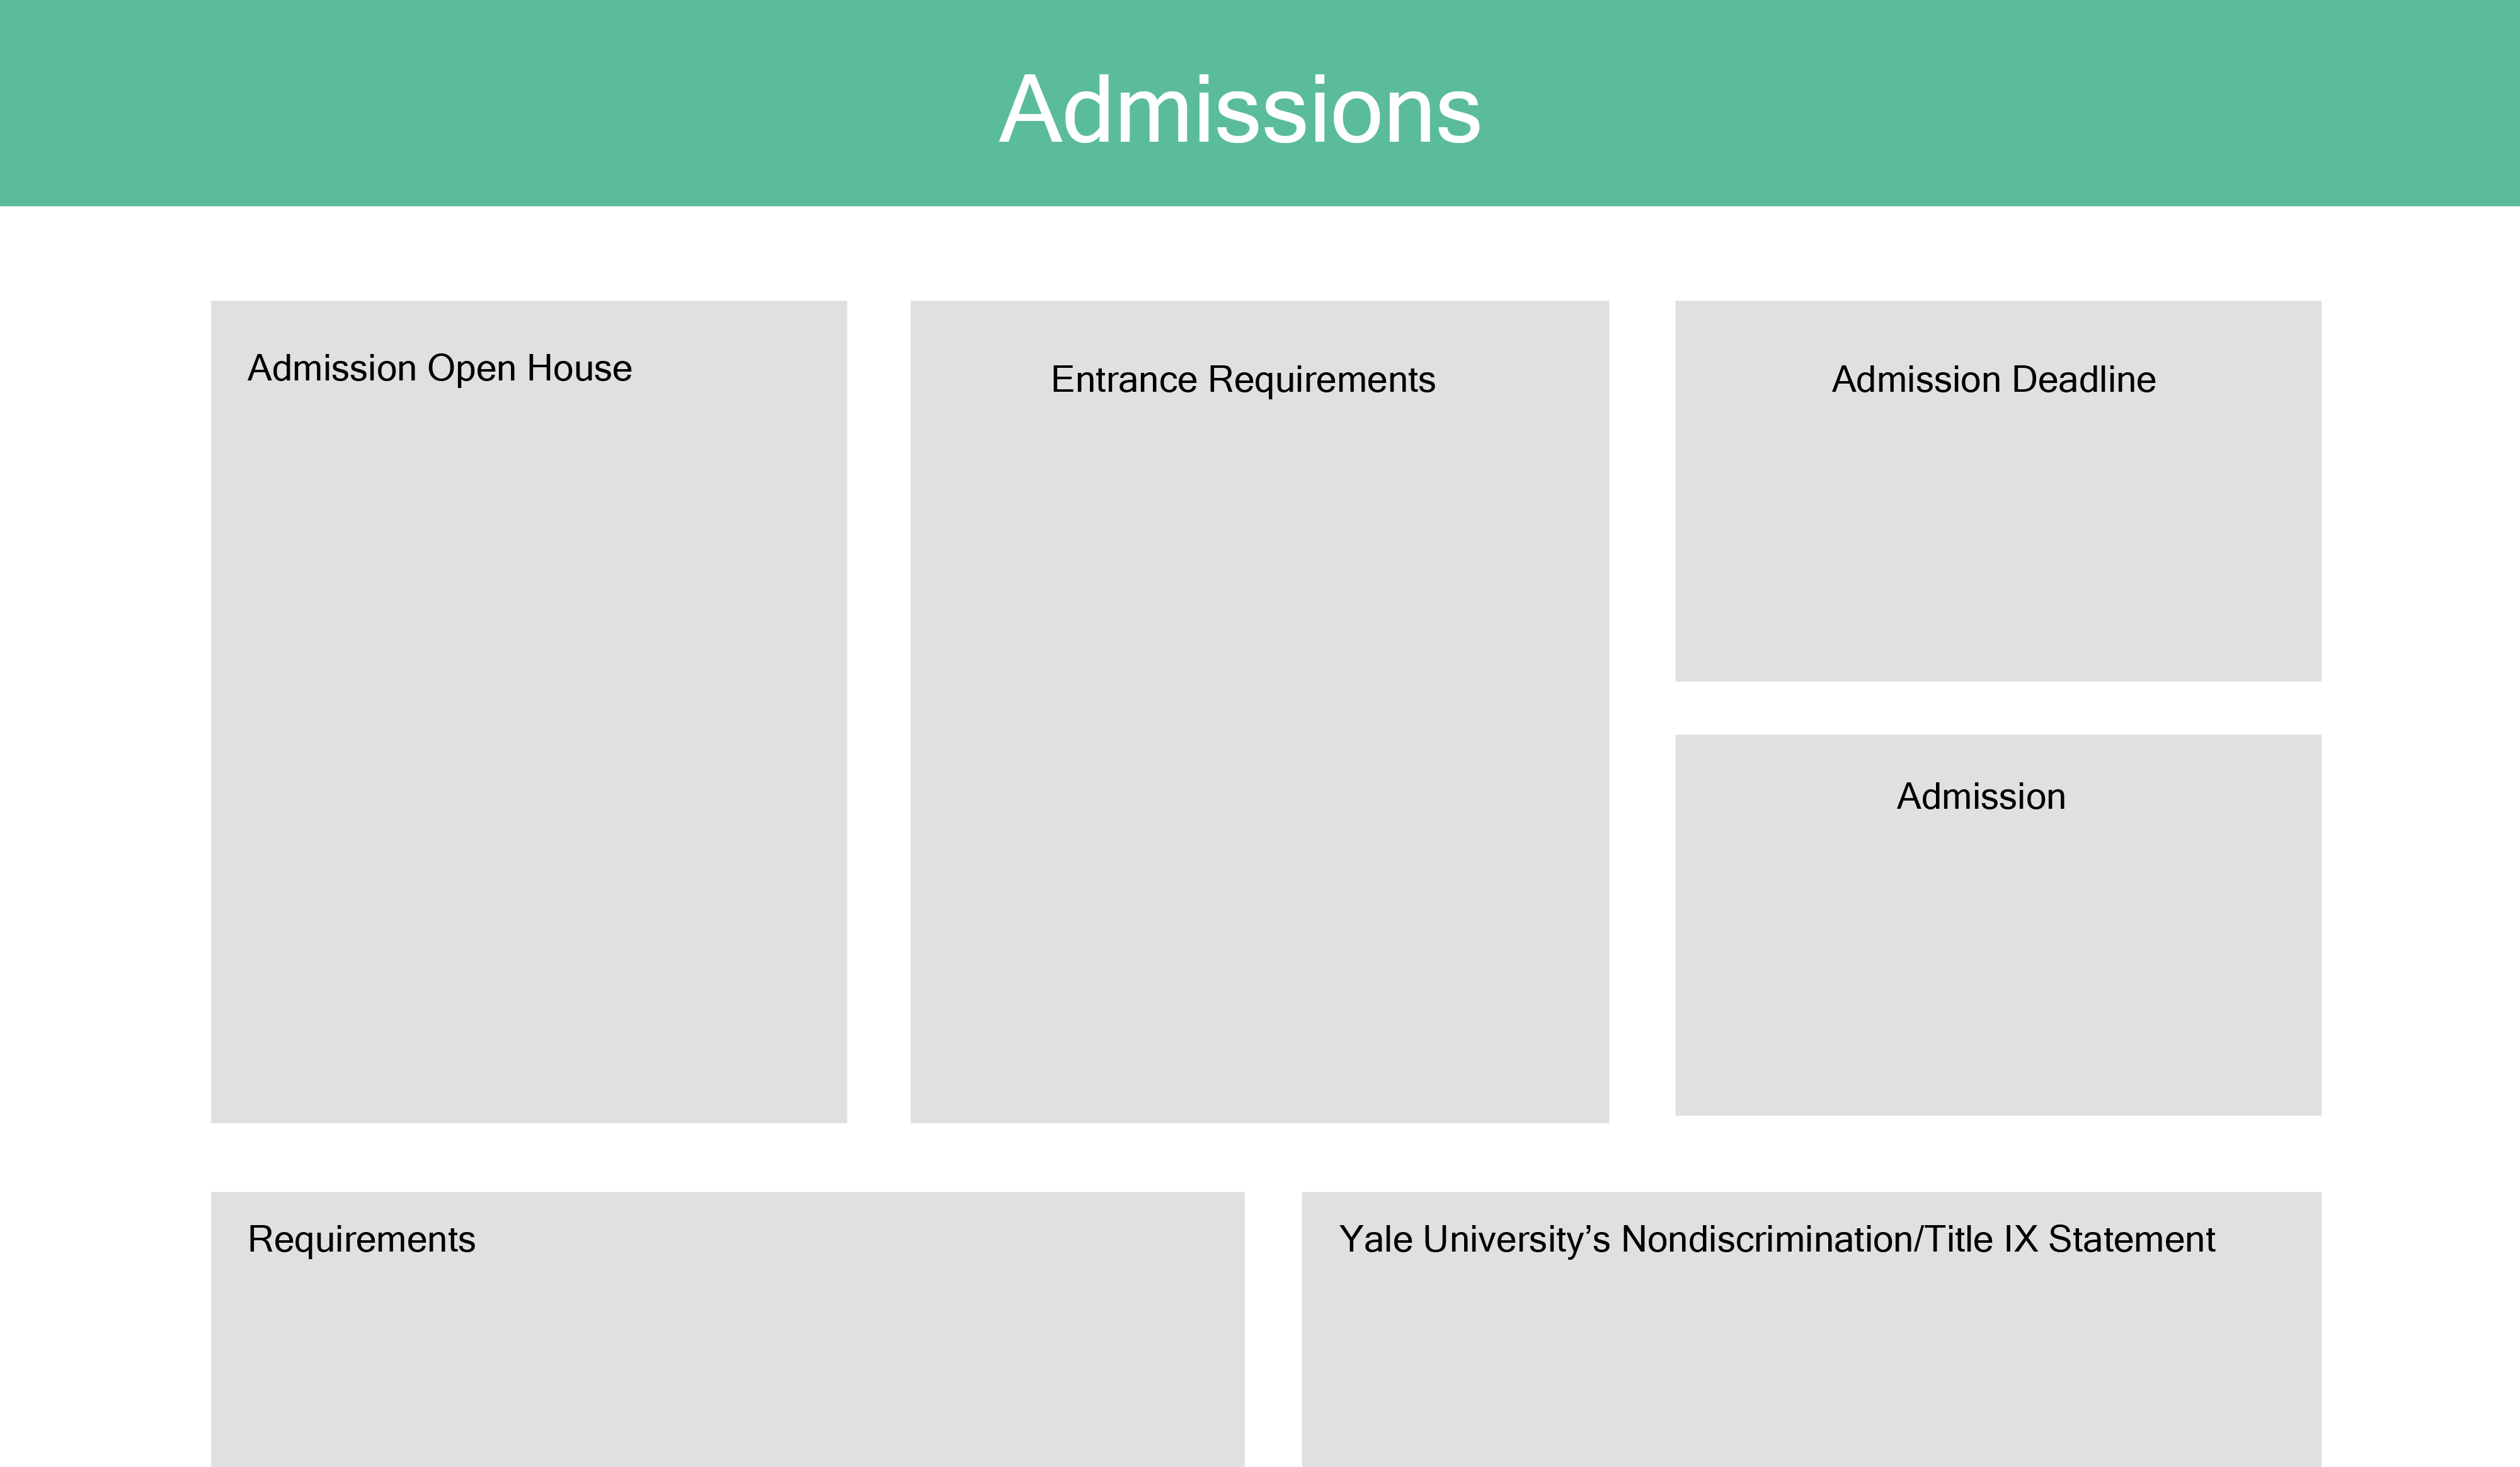 Admissions
Admission Open House
Entrance Requirements
Admission Deadline
Admission
Requirements
Yale University’s Nondiscrimination/Title IX Statement